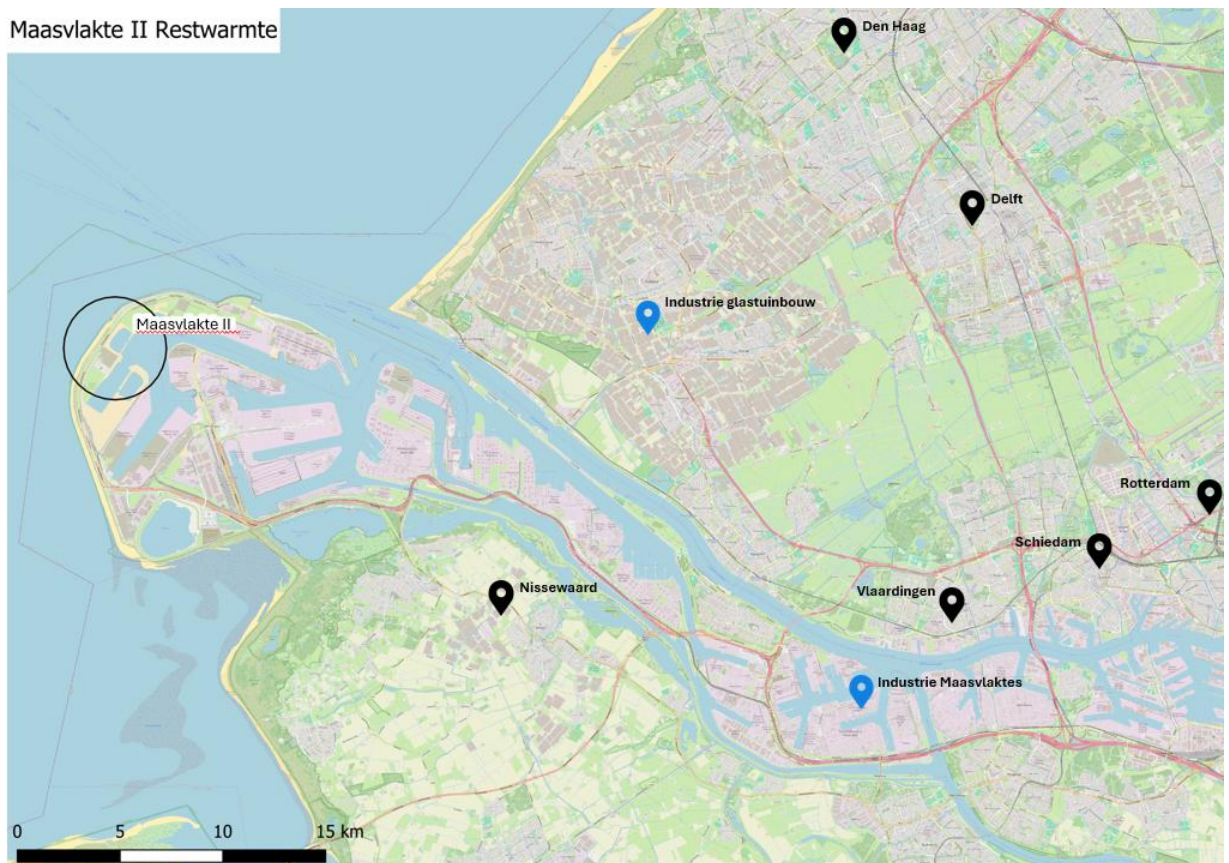 Maasvlakte II Restwarmte
Den Haag
Delft
Industrie glastuinbouw
Maasvlakte II
Rotterdam
Schiedam
Vlaardingen
Nissewaard
Industrie Maasvlaktes
0 5 10 15 km